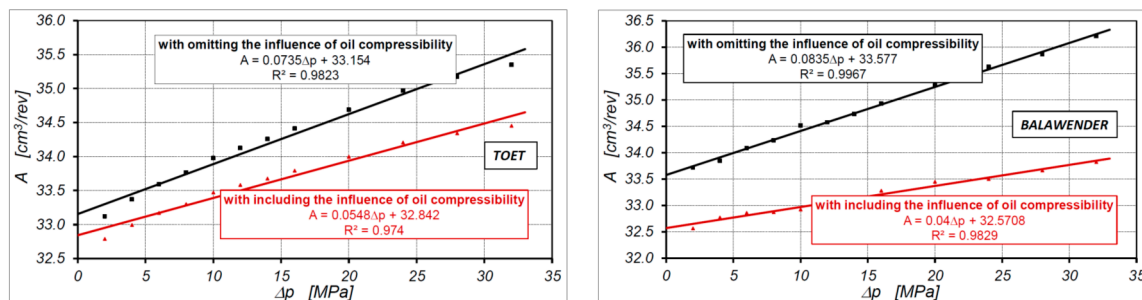 36.0
35.5
35.0
34.5
34.0
33.5
33.0
32.5
A [cm³/rev]
with omitting the influence of oil compressibility
A = 0.0735Δp + 33.154
R² = 0.9823
TOET
with including the influence of oil compressibility
A = 0.0548Δp + 32.842
R² = 0.974
0 5 10 15 20 25 30 35
Δp [MPa]
36.5
36.0
35.5
35.0
34.5
34.0
33.5
33.0
32.5
32.0
A [cm³/rev]
with omitting the influence of oil compressibility
A = 0.0835Δp + 33.577
R² = 0.9967
BALAWENDER
with including the influence of oil compressibility
A = 0.04Δp + 32.5708
R² = 0.9829
0 5 10 15 20 25 30 35
Δp [MPa]